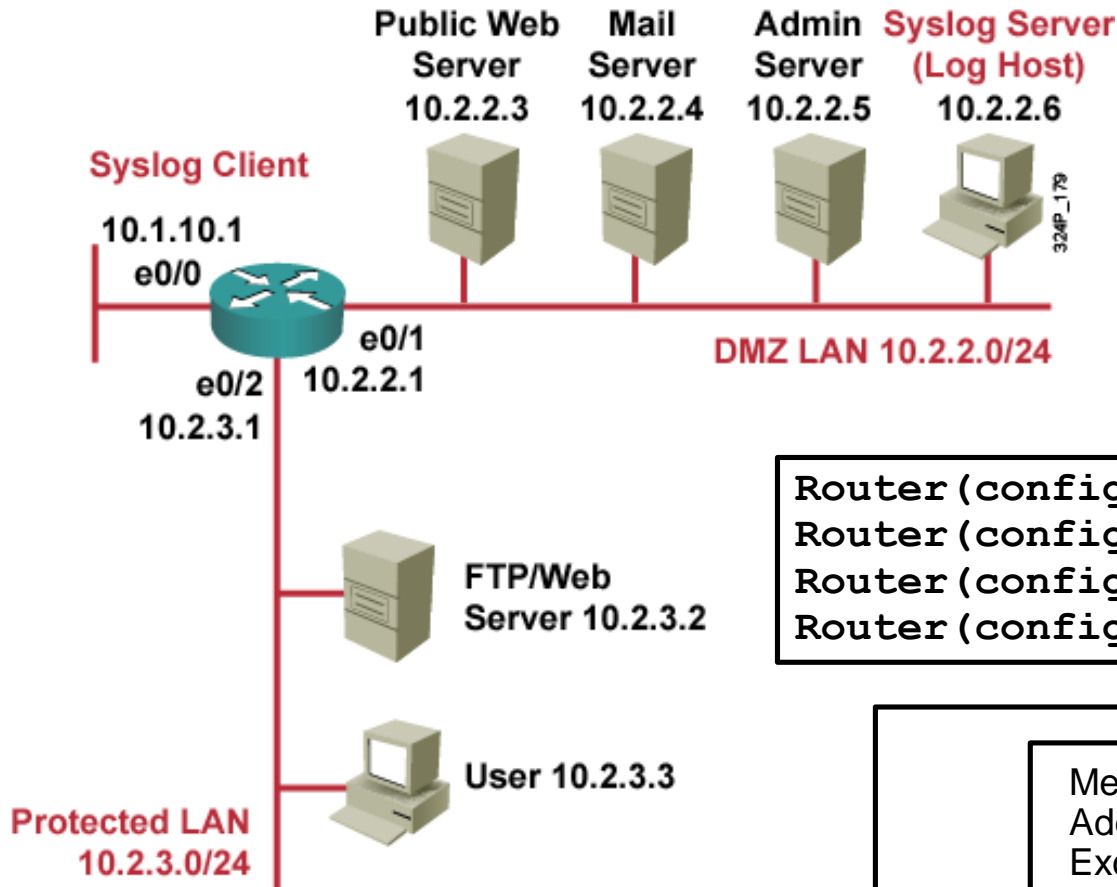 Public Web
Server
10.2.2.3
Mail
Server
10.2.2.4
Admin
Server
10.2.2.5
Syslog Server
(Log Host)
10.2.2.6
324P_179
Syslog Client
10.1.10.1
e0/0
e0/1
10.2.2.1
DMZ LAN 10.2.2.0/24
e0/2
10.2.3.1
FTP/Web
Server 10.2.3.2
User 10.2.3.3
Protected LAN
10.2.3.0/24
Router(config
Router(config
Router(config
Router(config